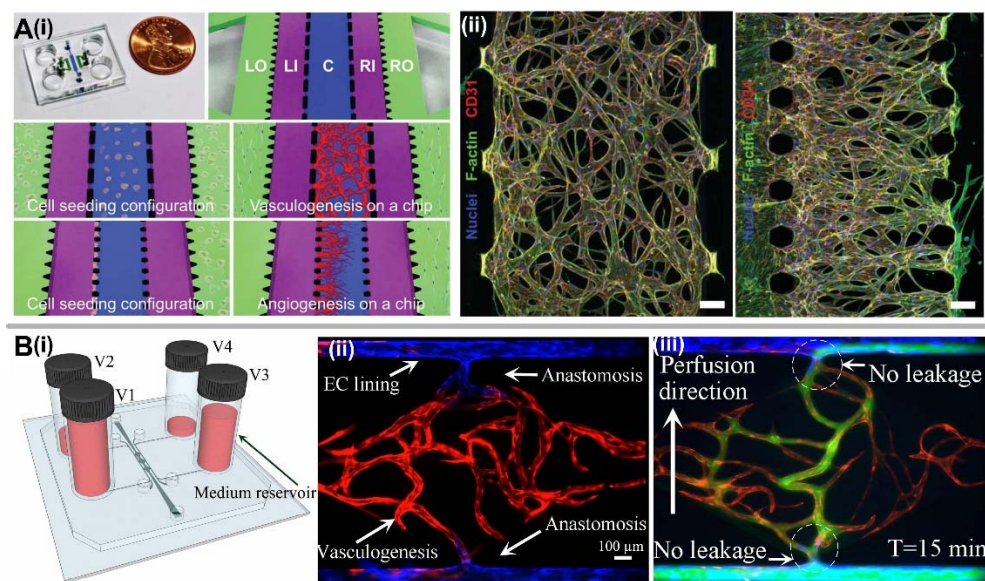 A(i)
LO LI C RI RO
Cell seeding configuration
Vasculogenesis on a chip
Cell seeding configuration
Angiogenesis on a chip
(ii)
Nuclei F-actin CD31
Nuclei F-actin CD31
B(i)
V2
V4
V1
V3
Medium reservoir
(ii)
EC lining
Anastomosis
Vasculogenesis
Anastomosis
100 µm
(iii)
Perfusion
direction
No leakage
No leakage
T=15 min